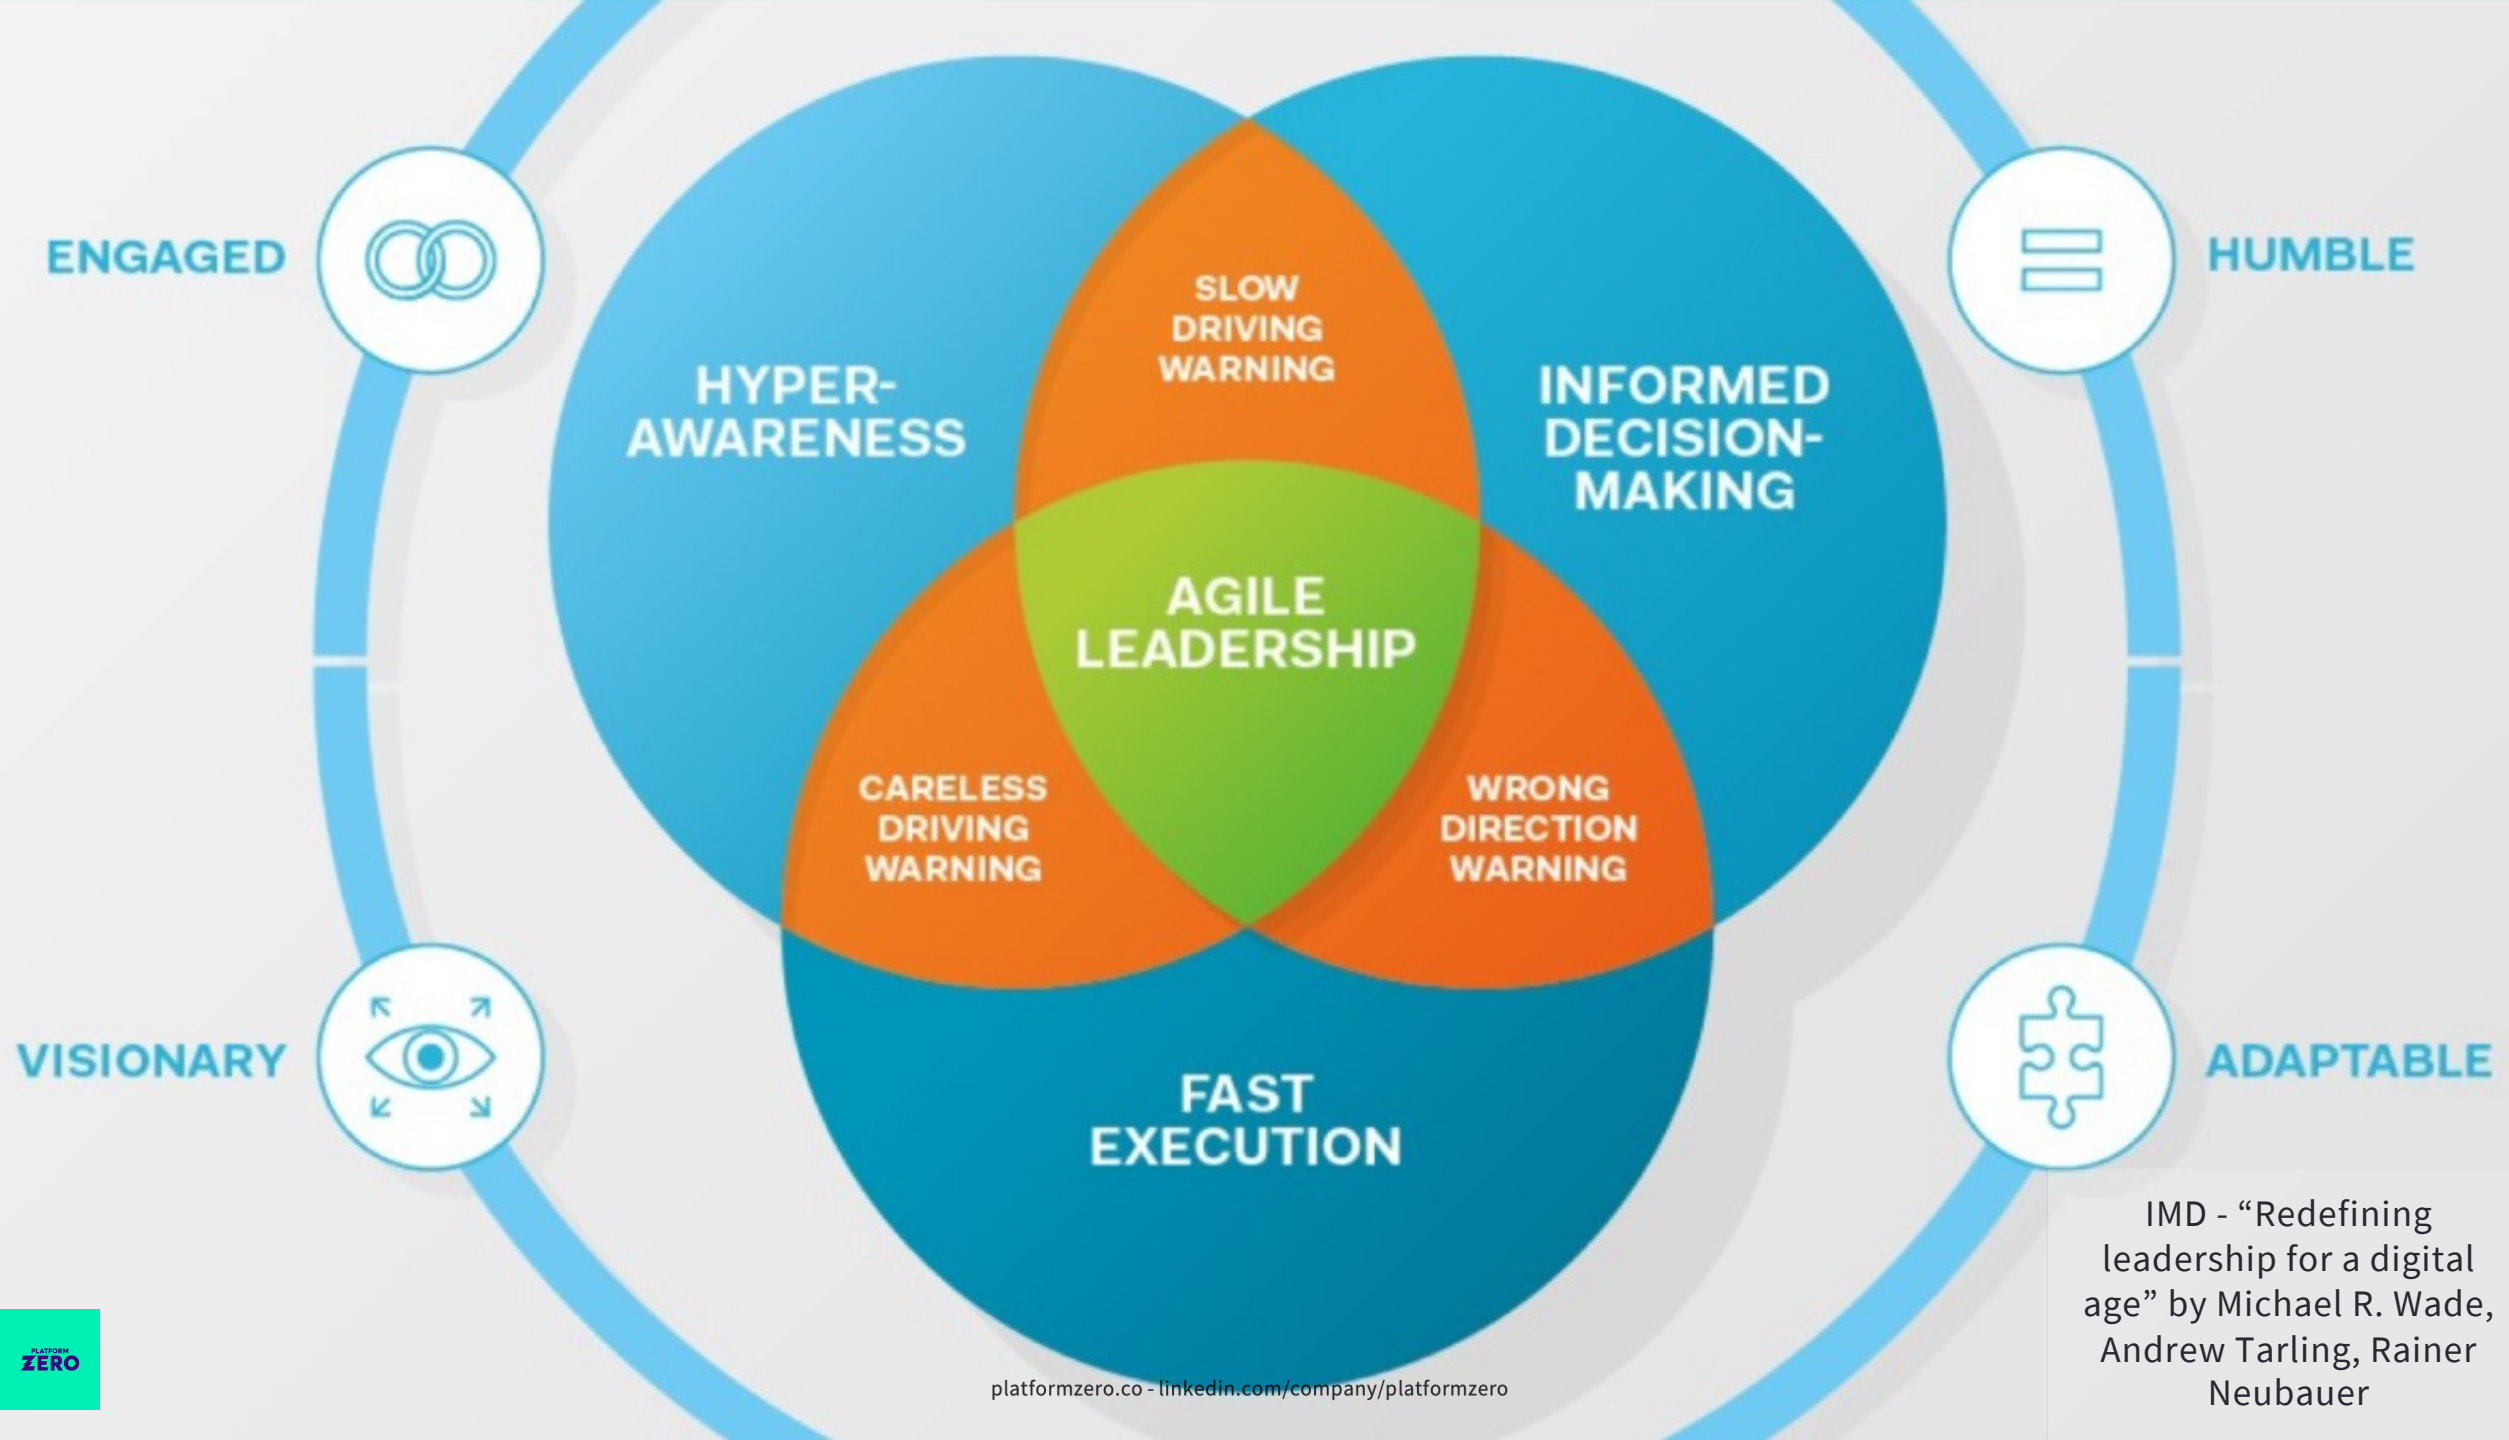 ENGAGED
HUMBLE
SLOW
DRIVING
WARNING
HYPER-
AWARENESS
INFORMED
DECISION-
MAKING
AGILE
LEADERSHIP
CARELESS
DRIVING
WARNING
WRONG
DIRECTION
WARNING
VISIONARY
ADAPTABLE
FAST
EXECUTION
IMD - “Redefining
leadership for a digital
age” by Michael R. Wade,
Andrew Tarling, Rainer
Neubauer
PLATFORM
ZERO
platformzero.co - linkedin.com/company/platformzero